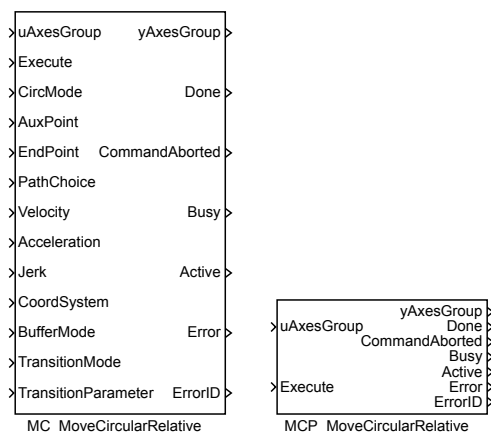 uAxesGroup yAxesGroup
Execute
CircMode Done
AuxPoint
EndPoint CommandAborted
PathChoice
Velocity Busy
Acceleration
Jerk Active
CoordSystem
BufferMode Error
TransitionMode
TransitionParameter ErrorID
MC_MoveCircularRelative
yAxesGroup
uAxesGroup Done
CommandAborted
Busy
Active
Execute Error
ErrorID
MCP_MoveCircularRelative